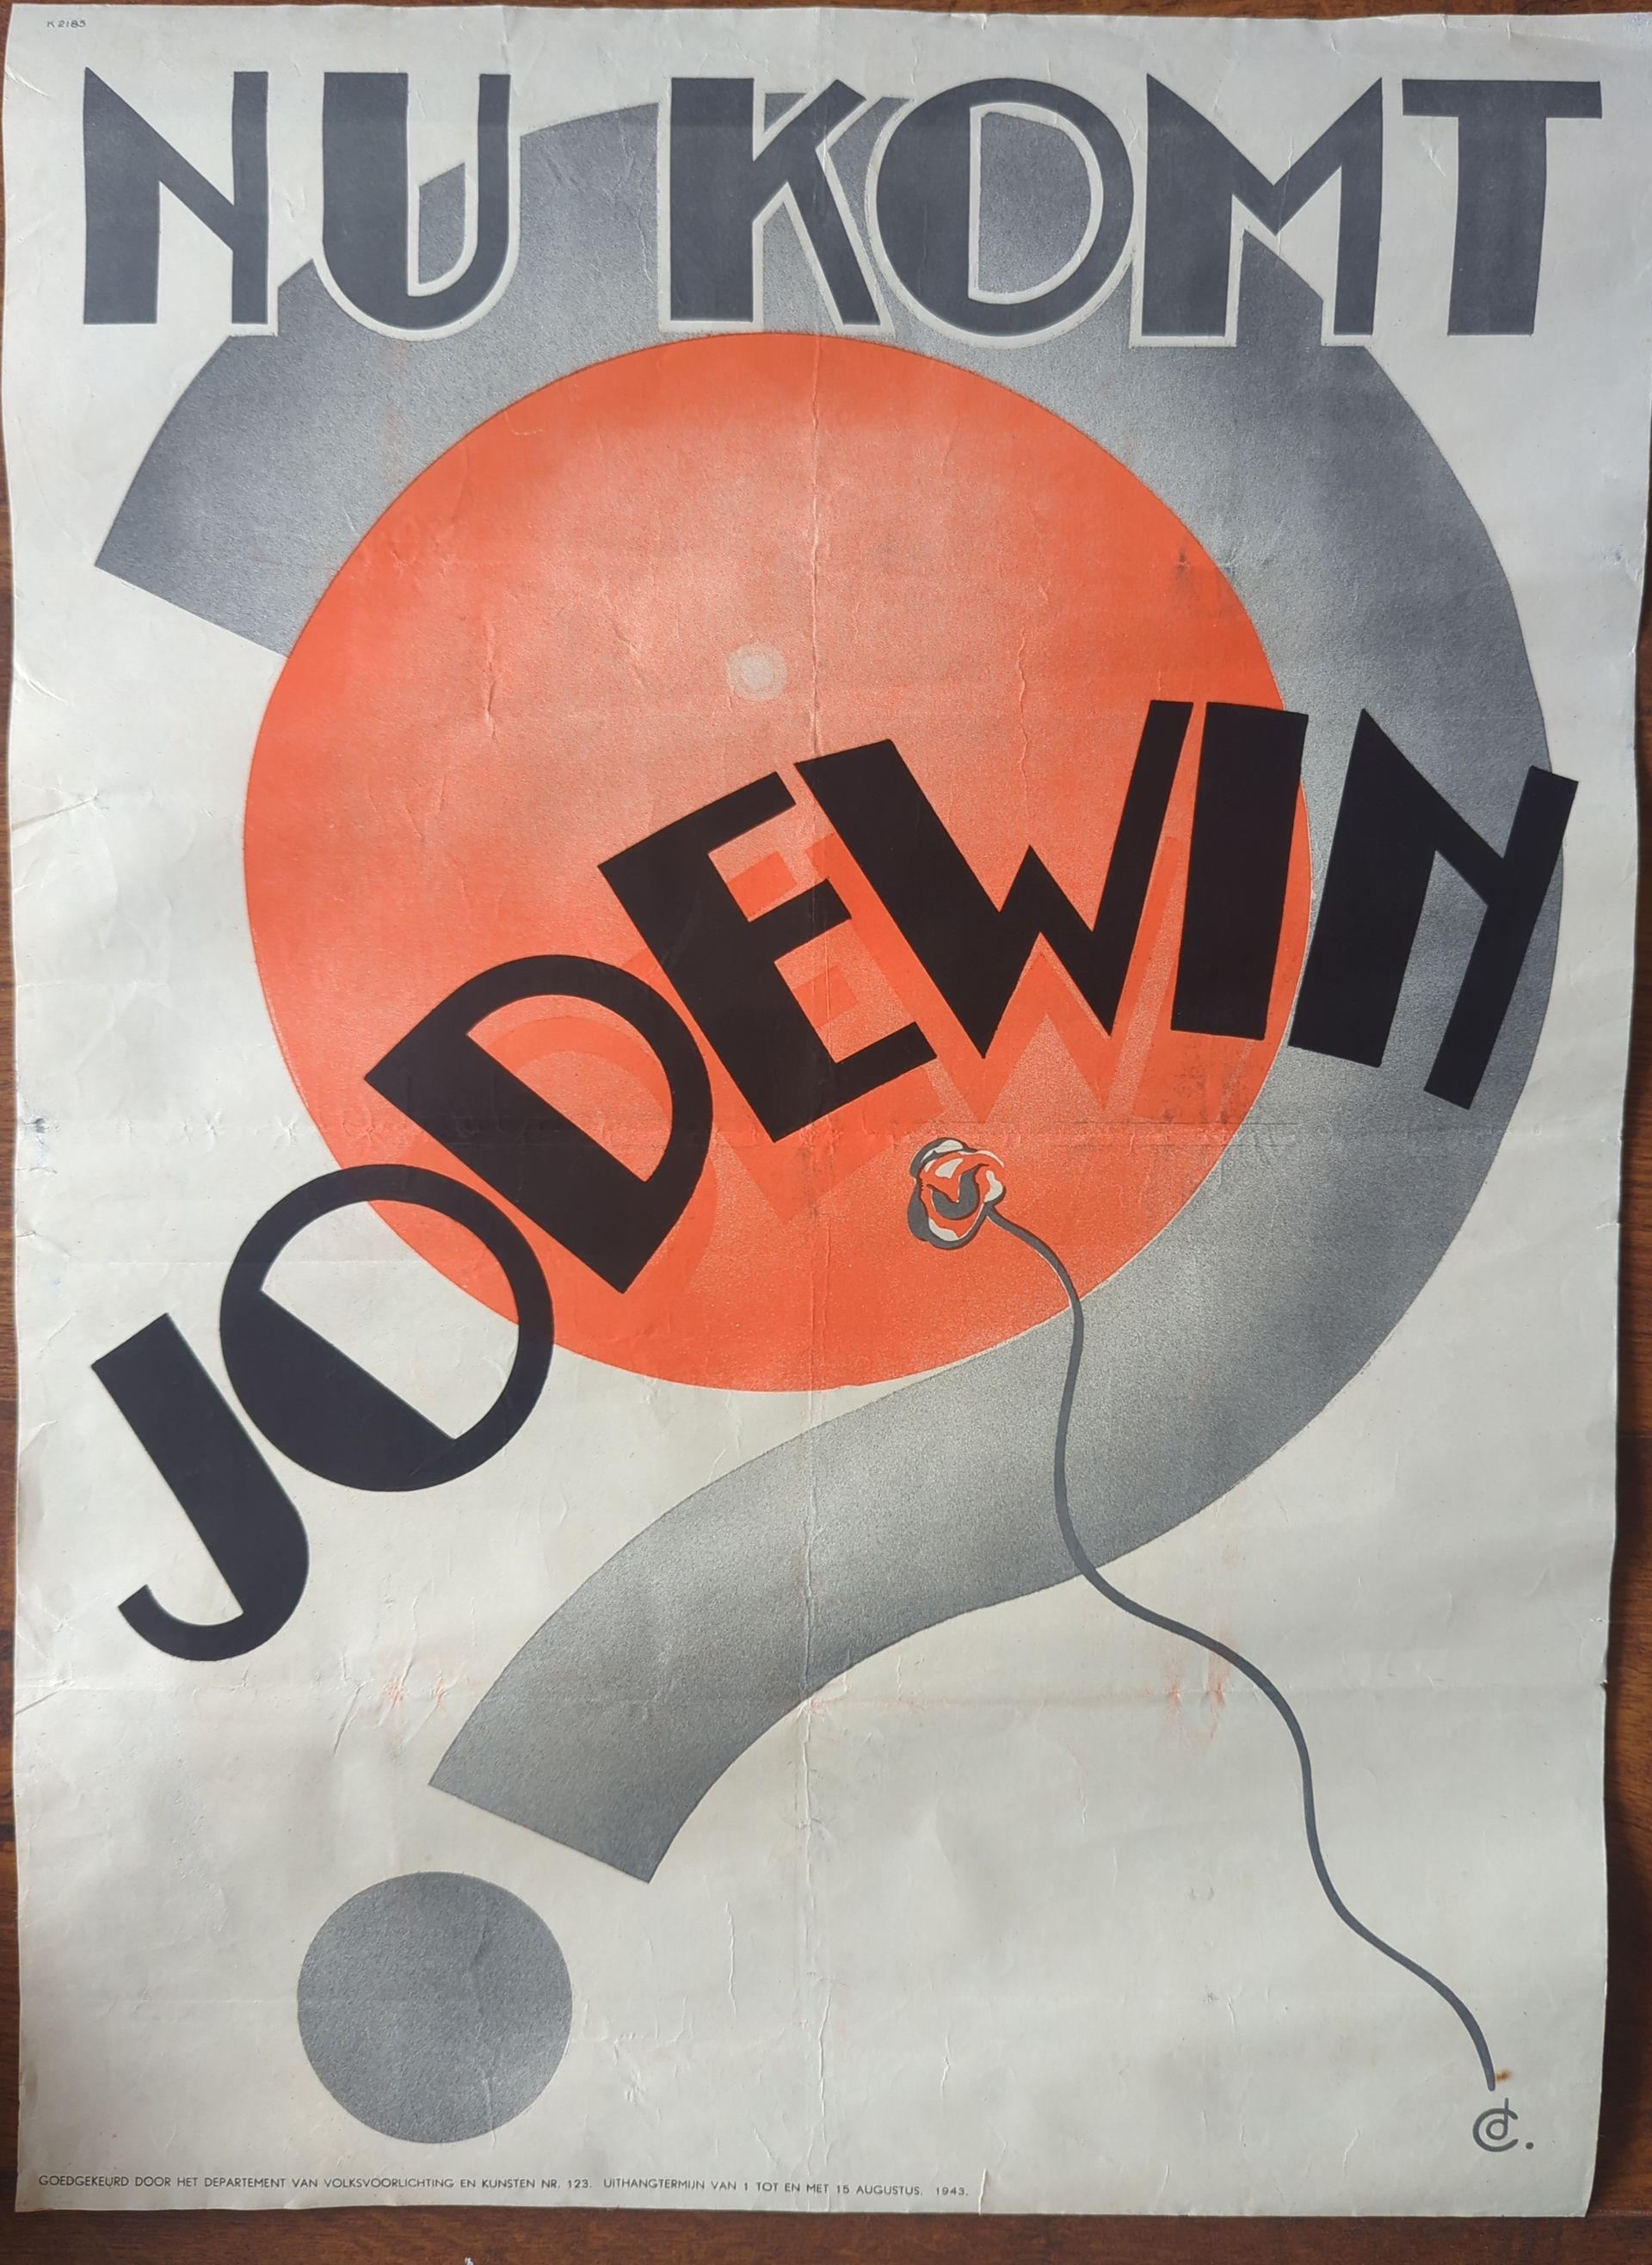 K 2183
NU KOMT
JODEWIN
?
Cd.
GOEDGEKEURD DOOR HET DEPARTEMENT VAN VOLKSVOORLICHTING EN KUNSTEN NR. 123. UITHANGTERMIJN VAN 1 TOT EN MET 15 AUGUSTUS. 1943.